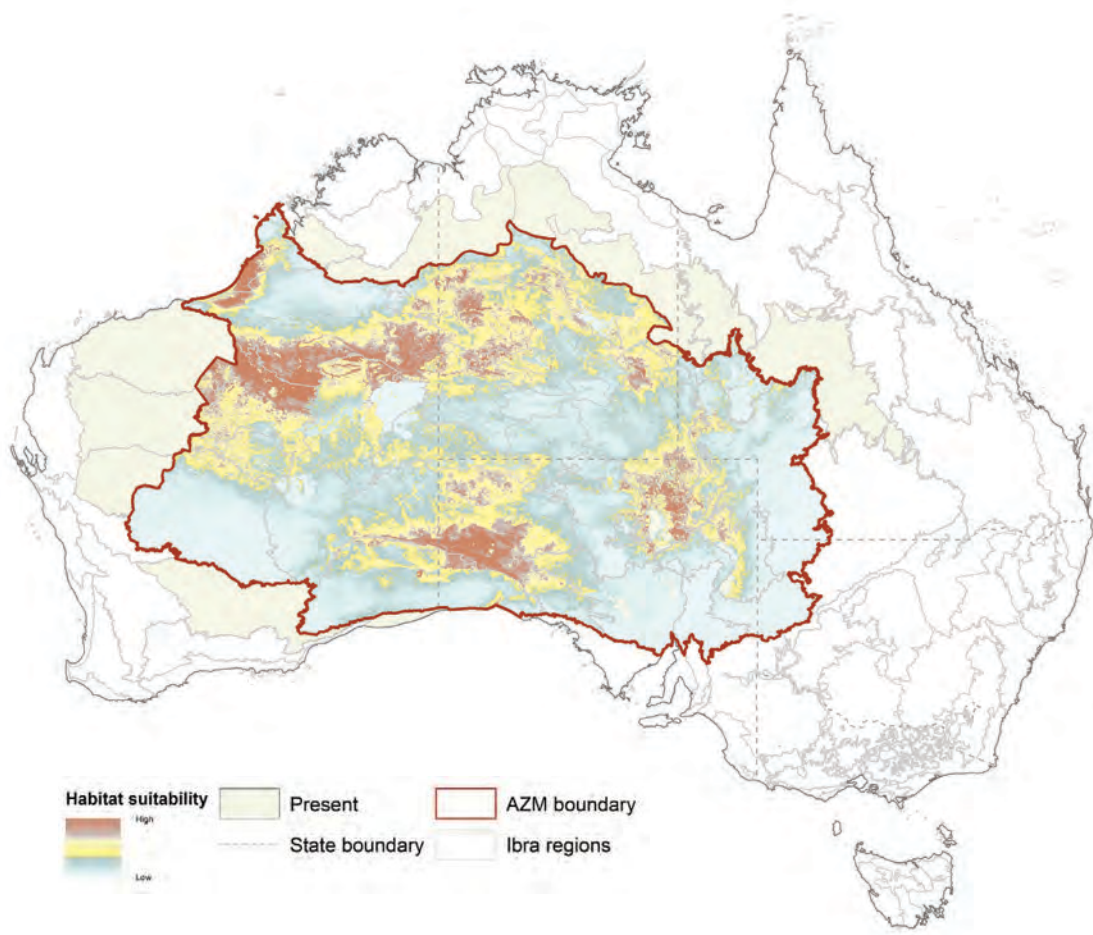 Habitat suitability
High
Low
Present
State boundary
AZM boundary
Ibra regions